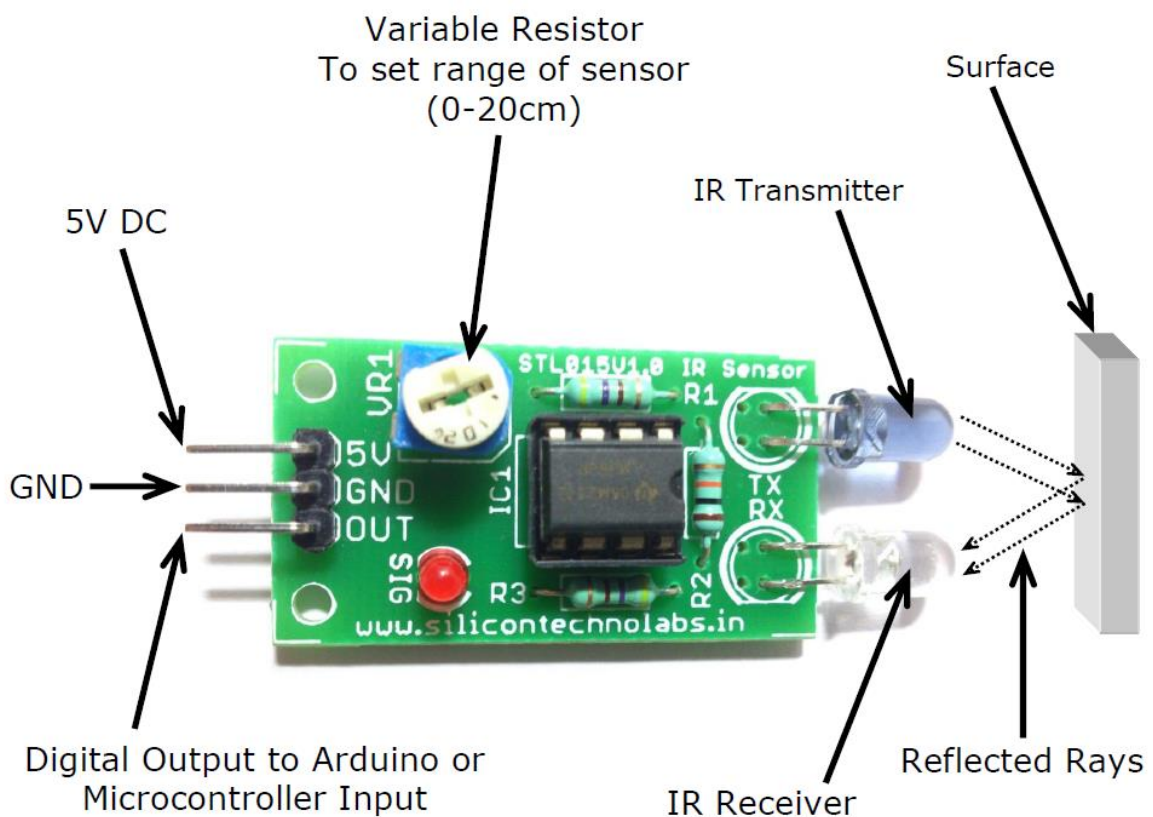 Variable Resistor
To set range of sensor
(0-20cm)
Surface
IR Transmitter
5V DC
GND
VR1
STL015V1.0 IR Sensor
R1
5V
GND
OUT
IC1
TX
RX
SIG
R3
R2
www.silicontechnolabs.in
Digital Output to Arduino or
Microcontroller Input
IR Receiver
Reflected Rays